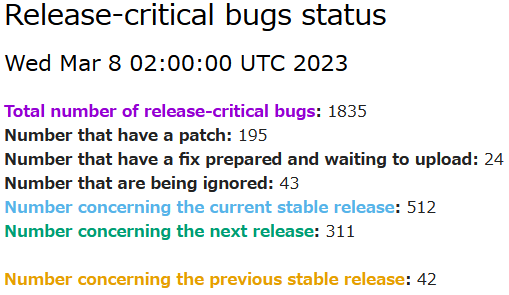 Release-critical bugs status
Wed Mar 8 02:00:00 UTC 2023
Total number of release-critical bugs: 1835
Number that have a patch: 195
Number that have a fix prepared and waiting to upload: 24
Number that are being ignored: 43
Number concerning the current stable release: 512
Number concerning the next release: 311
Number concerning the previous stable release: 42